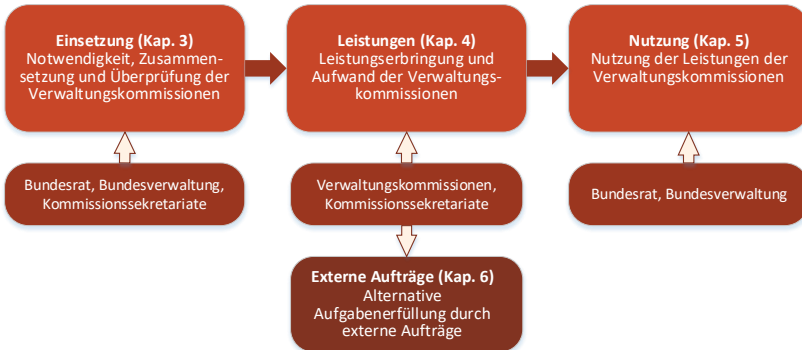 Einsetzung (Kap. 3)
Notwendigkeit, Zusammen-
setzung und Überprüfung der
Verwaltungskommissionen
Leistungen (Kap. 4)
Leistungserbringung und
Aufwand der Verwaltungs-
kommissionen
Nutzung (Kap. 5)
Nutzung der Leistungen der
Verwaltungskommissionen
Bundesrat, Bundesverwaltung,
Kommissionssekretariate
Verwaltungskommissionen,
Kommissionssekretariate
Bundesrat, Bundesverwaltung
Externe Aufträge (Kap. 6)
Alternative
Aufgabenerfüllung durch
externe Aufträge